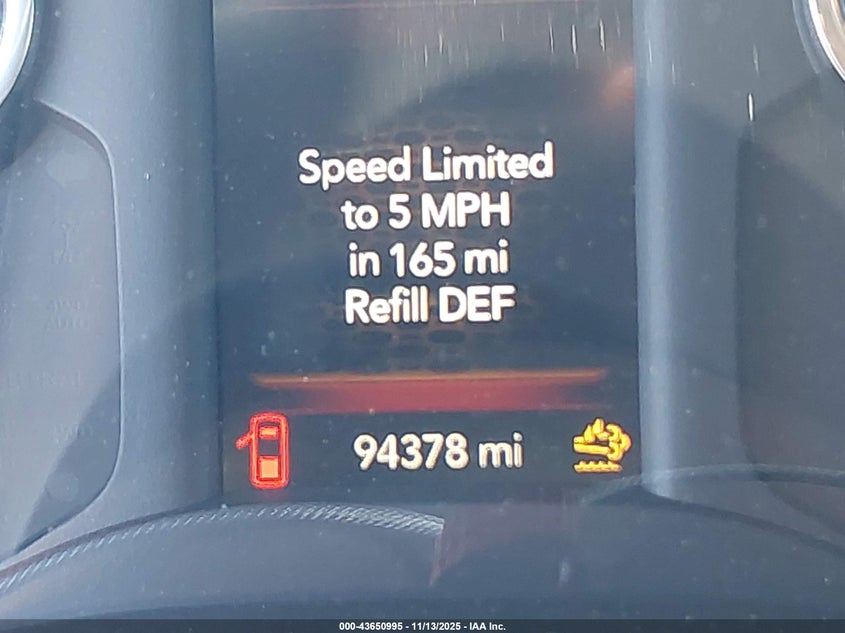 Speed Limited
to 5 MPH
in 165 mi
Refill DEF
94378 mi
000-43650995 - 11/13/2025 - IAA Inc.